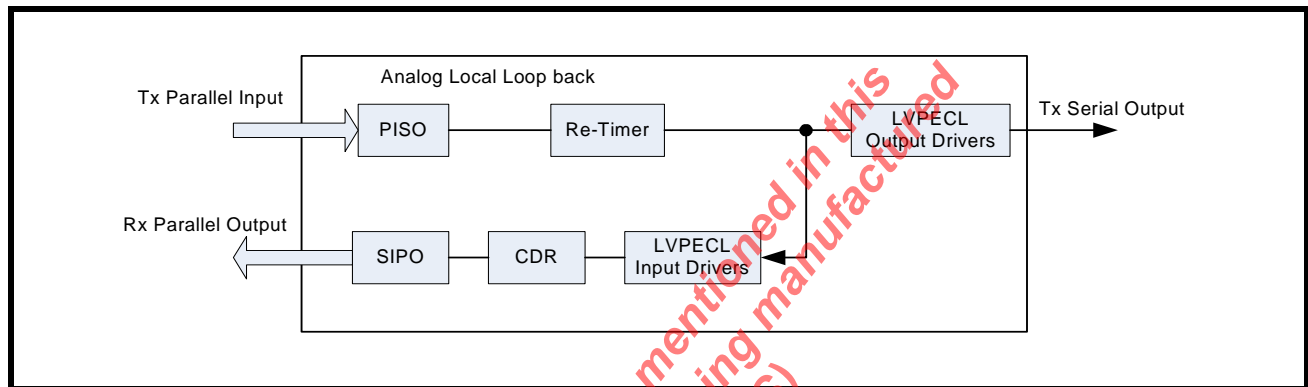 Analog Local Loop back
Tx Parallel Input
PISO
Re-Timer
LVPECL
Output Drivers
Tx Serial Output
Rx Parallel Output
SIPO
CDR
LVPECL
Input Drivers
mentioned in this
ing manufactured